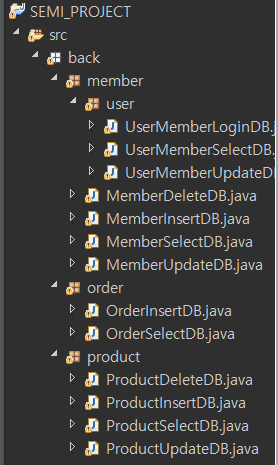 SEMI_PROJECT
src
back
member
user
UserMemberLoginDB.j
UserMemberSelectDB.
UserMemberUpdateD
MemberDeleteDB.java
MemberInsertDB.java
MemberSelectDB.java
MemberUpdateDB.java
order
OrderInsertDB.java
OrderSelectDB.java
product
ProductDeleteDB.java
ProductInsertDB.java
ProductSelectDB.java
ProductUpdateDB.java